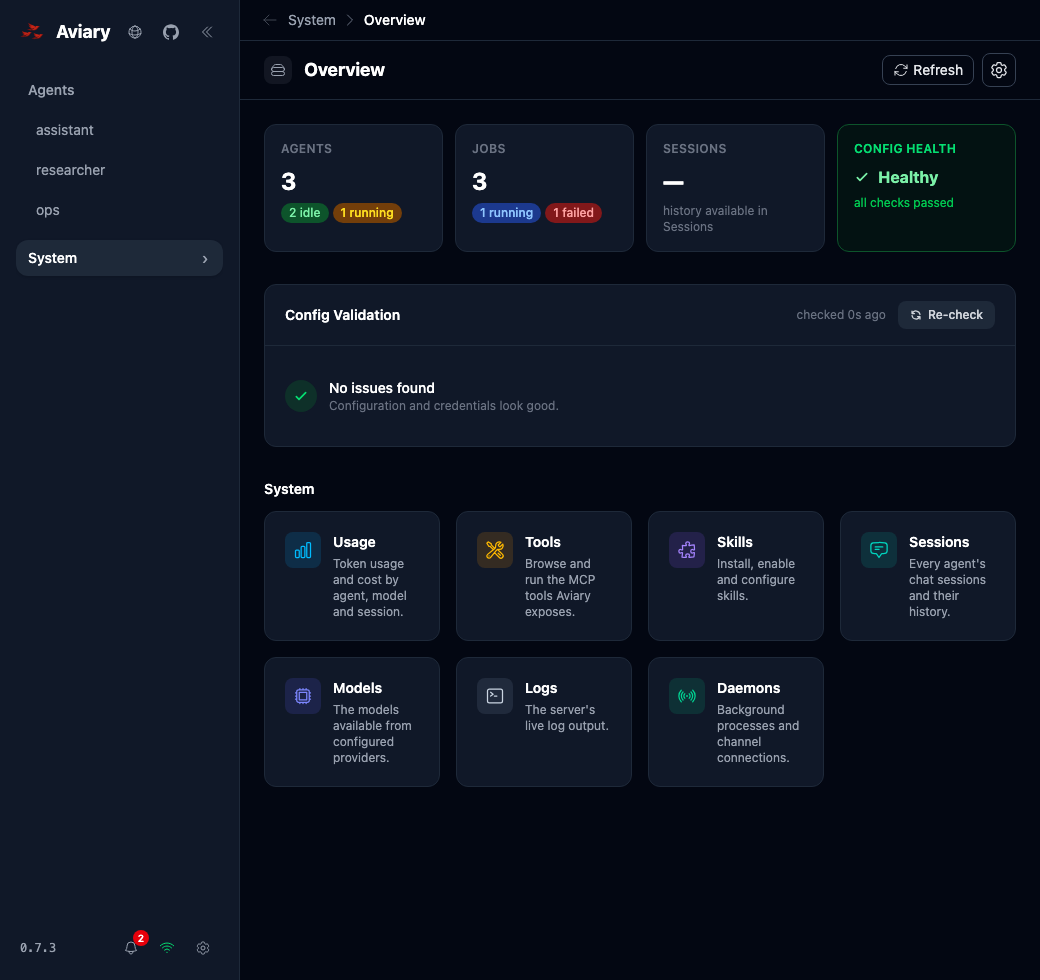 Aviary
Agents
assistant
researcher
ops
System
0.7.3
2
System
Overview
Overview
Refresh
AGENTS
3
2 idle
1 running
JOBS
3
1 running
1 failed
SESSIONS
—
history available in
Sessions
CONFIG HEALTH
Healthy
all checks passed
Config Validation
checked 0s ago
Re-check
No issues found
Configuration and credentials look good.
System
Usage
Token usage
and cost by
agent, model
and session.
Tools
Browse and
run the MCP
tools Aviary
exposes.
Skills
Install, enable
and configure
skills.
Sessions
Every agent's
chat sessions
and their
history.
Models
The models
available from
configured
providers.
Logs
The server's
live log output.
Daemons
Background
processes and
channel
connections.